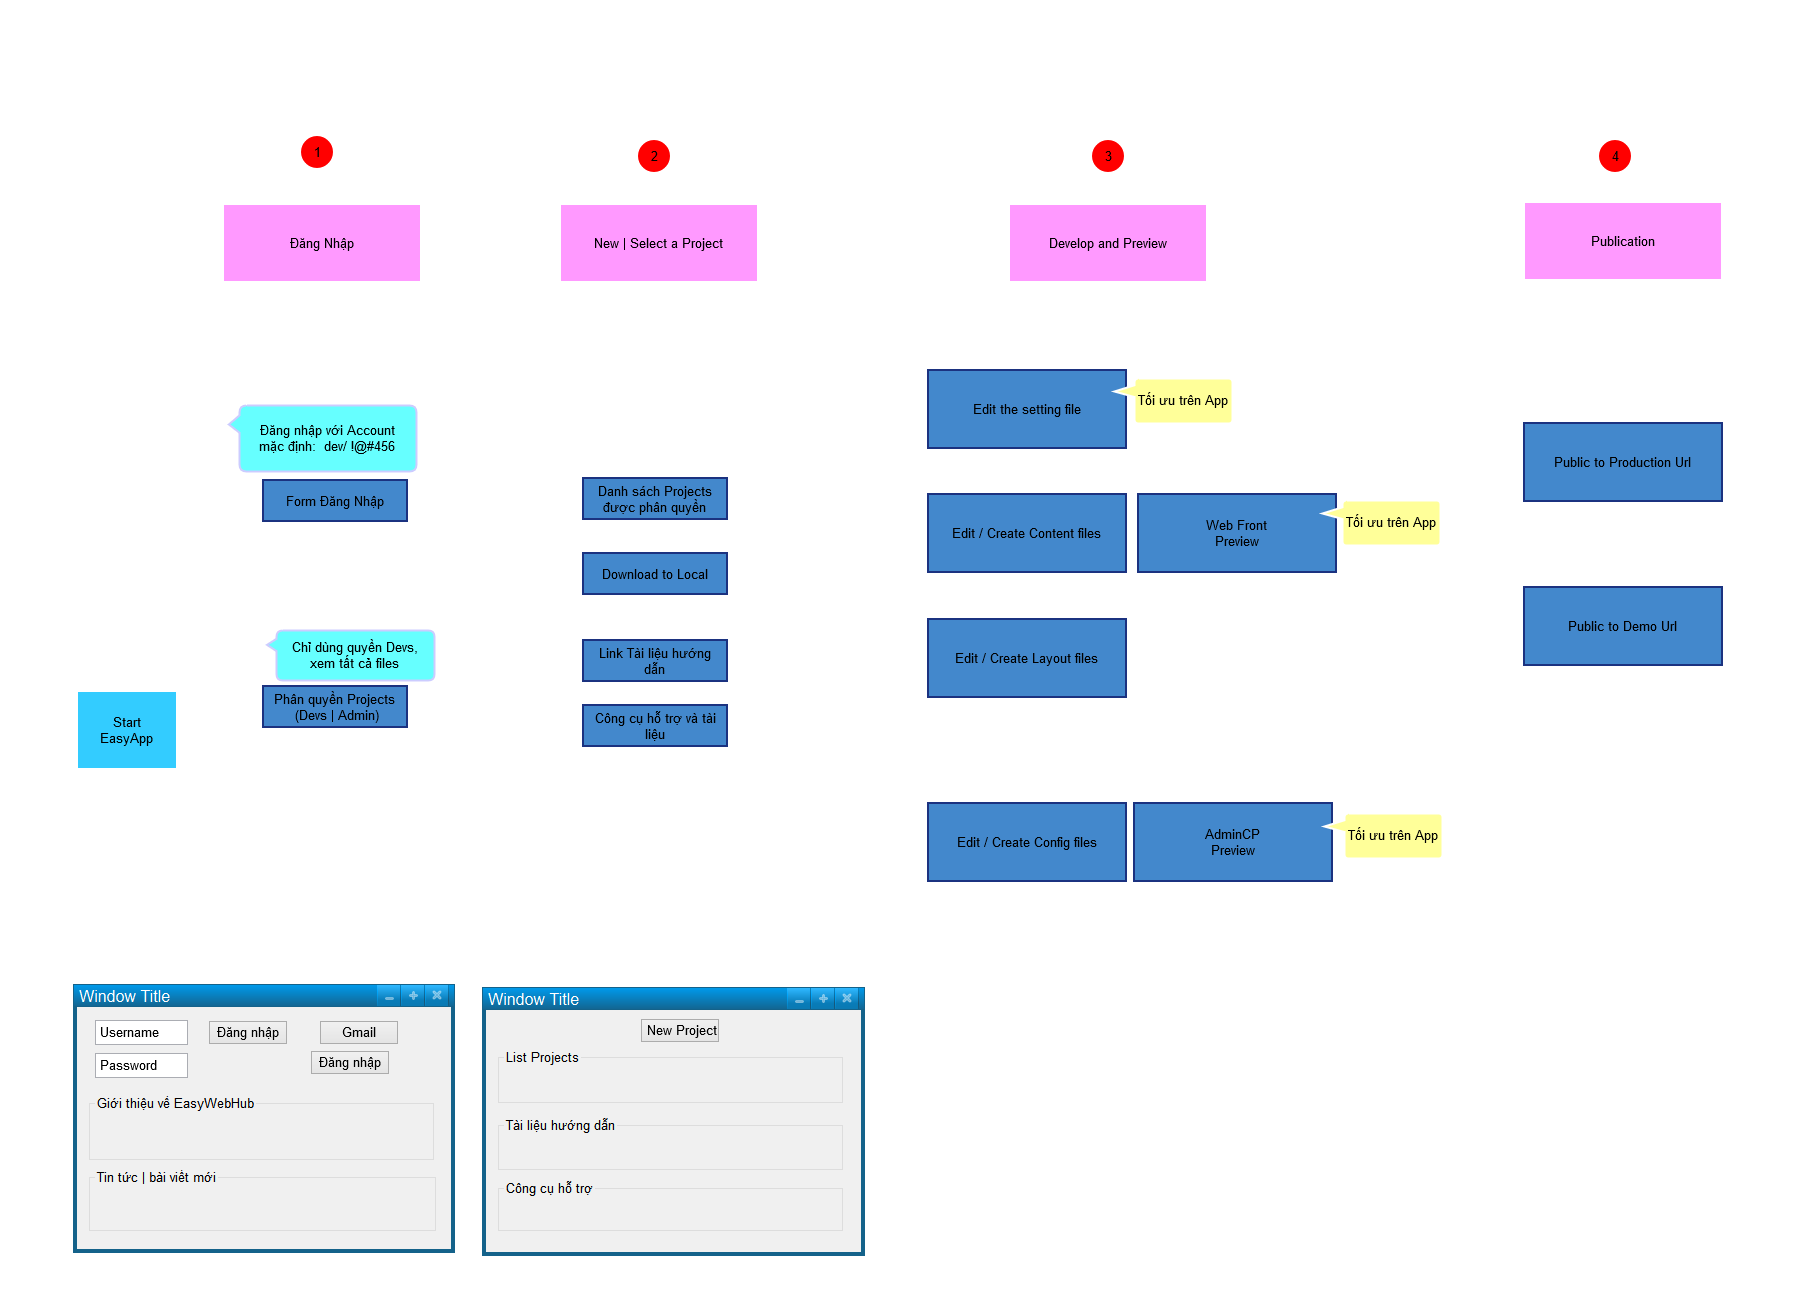 1
2
3
4
Đăng Nhập
New | Select a Project
Develop and Preview
Publication
Đăng nhập với Account
mặc định:  dev/ !@#456
Form Đăng Nhập
Chỉ dùng quyền Devs,
xem tất cả files
Phân quyền Projects
(Devs | Admin)
Start
EasyApp
Danh sách Projects
được phân quyền
Download to Local
Link Tài liệu hướng
dẫn
Công cụ hỗ trợ và tài
liệu
Edit the setting file
Tối ưu trên App
Edit / Create Content files
Web Front
Preview
Tối ưu trên App
Edit / Create Layout files
Edit / Create Config files
AdminCP
Preview
Tối ưu trên App
Public to Production Url
Public to Demo Url
Window Title
Username
Đăng nhập
Gmail
Password
Đăng nhập
Giới thiệu về EasyWebHub
Tin tức | bài viết mới
Window Title
New Project
List Projects
Tài liệu hướng dẫn
Công cụ hỗ trợ